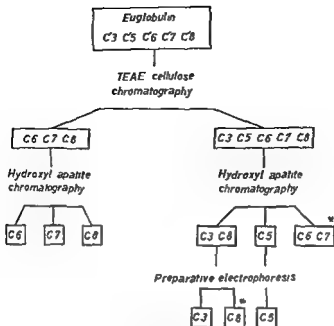 Euglobulin
C3 C5 C6 C7 C8
TEAE cellulose
chromatography
C6 C7 C8
C3 C5 C6 C7 C8
Hydroxyl apatite
chromatography
Hydroxyl apatite
chromatography
C6
C7
C8
C3 C8
C5
C6 C7
*
Preparative electrophoresis
C3
C8
*
C5